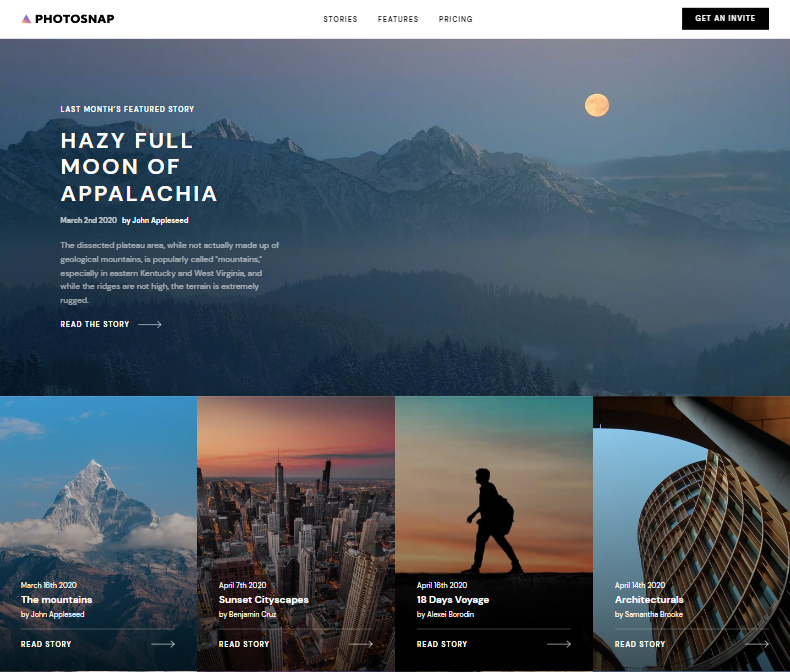 PHOTOSNAP
STORIES FEATURES PRICING
GET AN INVITE
LAST MONTH'S FEATURED STORY
HAZY FULL
MOON OF
APPALACHIA
March 2nd 2020 by John Appleseed
The dissected plateau area, while not actually made up of
geological mountains, is popularly called "mountains,"
especially in eastern Kentucky and West Virginia, and
while the ridges are not high, the terrain is extremely
rugged.
READ THE STORY
March 16th 2020
The mountains
by John Appleseed
READ STORY
April 7th 2020
Sunset Cityscapes
by Benjamin Cruz
READ STORY
April 16th 2020
18 Days Voyage
by Alexei Borodin
READ STORY
April 14th 2020
Architecturals
by Samantha Brooke
READ STORY